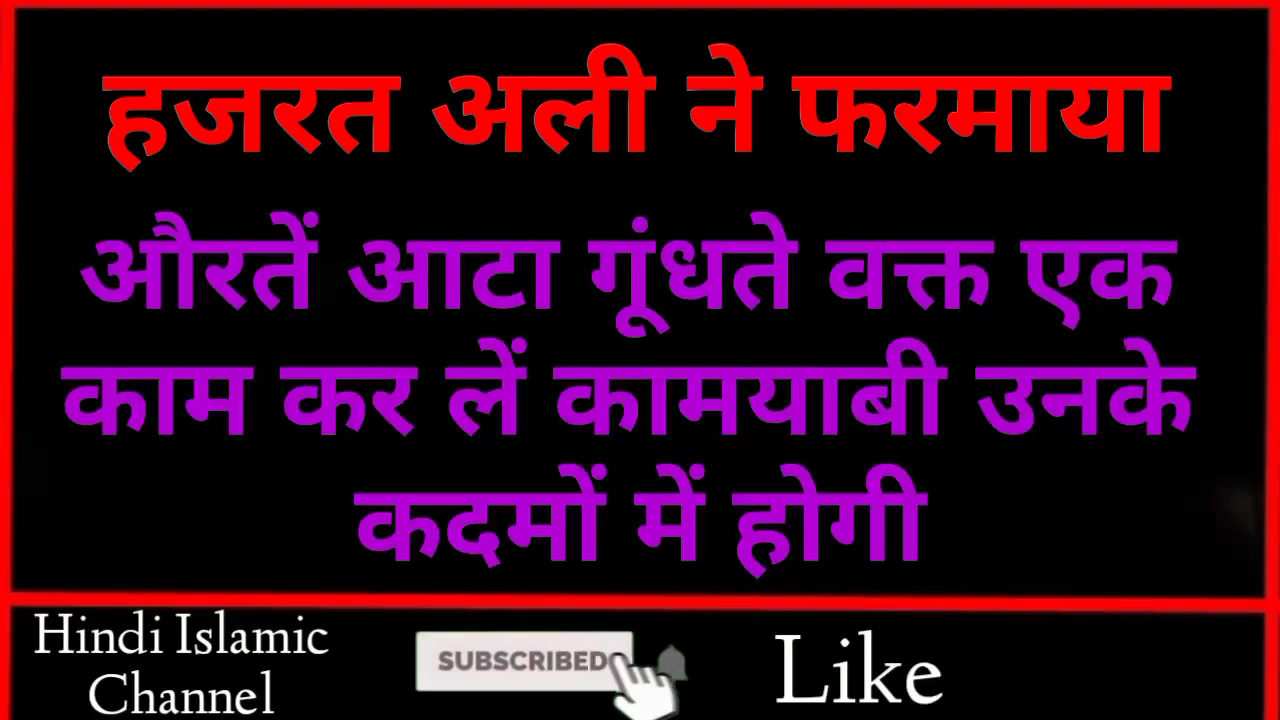 हजरत अली ने फरमाया
औरतें आटा गूंधते वक्त एक
काम कर लें कामयाबी उनके
कदमों में होगी
Hindi Islamic
Channel
SUBSCRIBED
Like